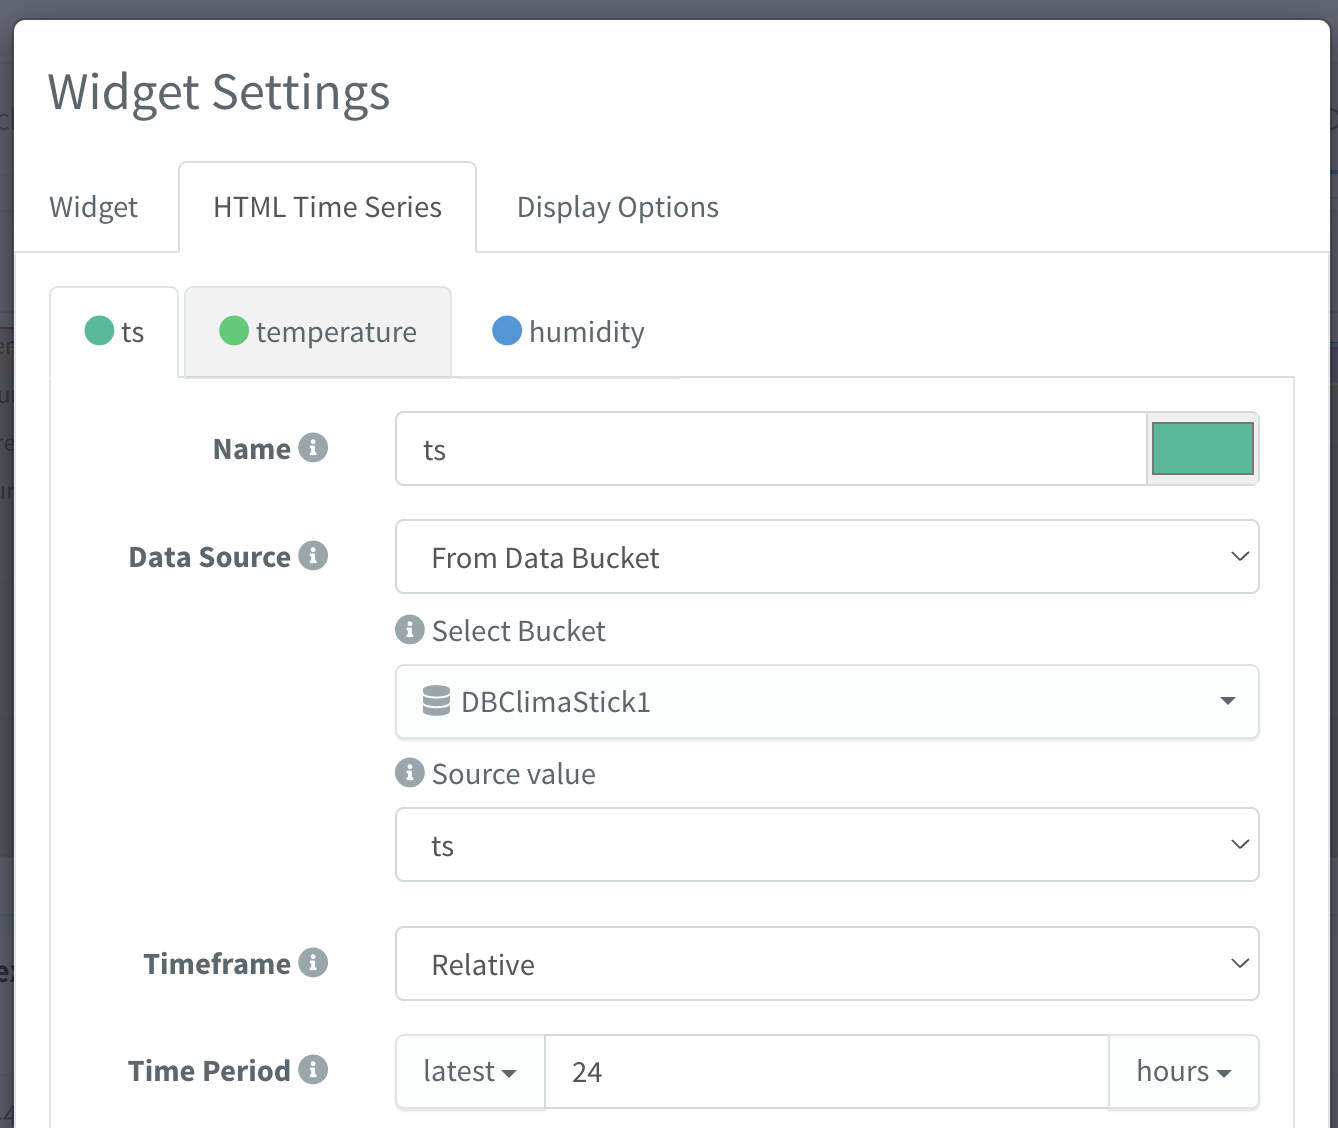 Widget Settings
Widget HTML Time Series Display Options
ts temperature humidity
Name ts
Data Source From Data Bucket
Select Bucket
DBClimaStick1
Source value
ts
Timeframe Relative
Time Period latest 24 hours